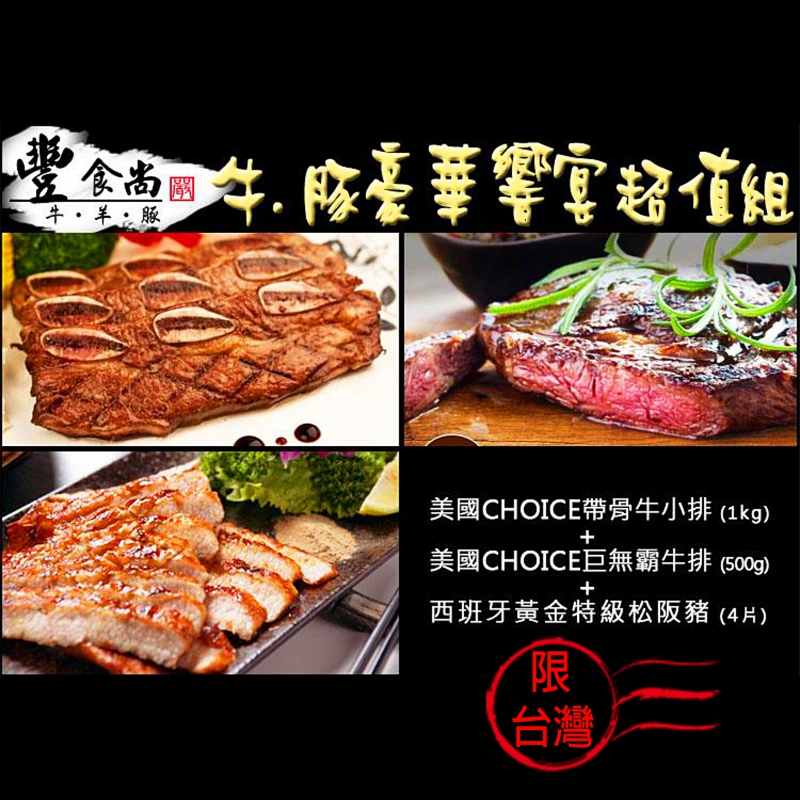 豐食尚 嚴
牛・羊・豚
牛.豚豪華響宴超值組
美國CHOICE帶骨牛小排 (1kg)
+
美國CHOICE巨無霸牛排 (500g)
+
西班牙黃金特級松阪豬 (4片)
限
台灣